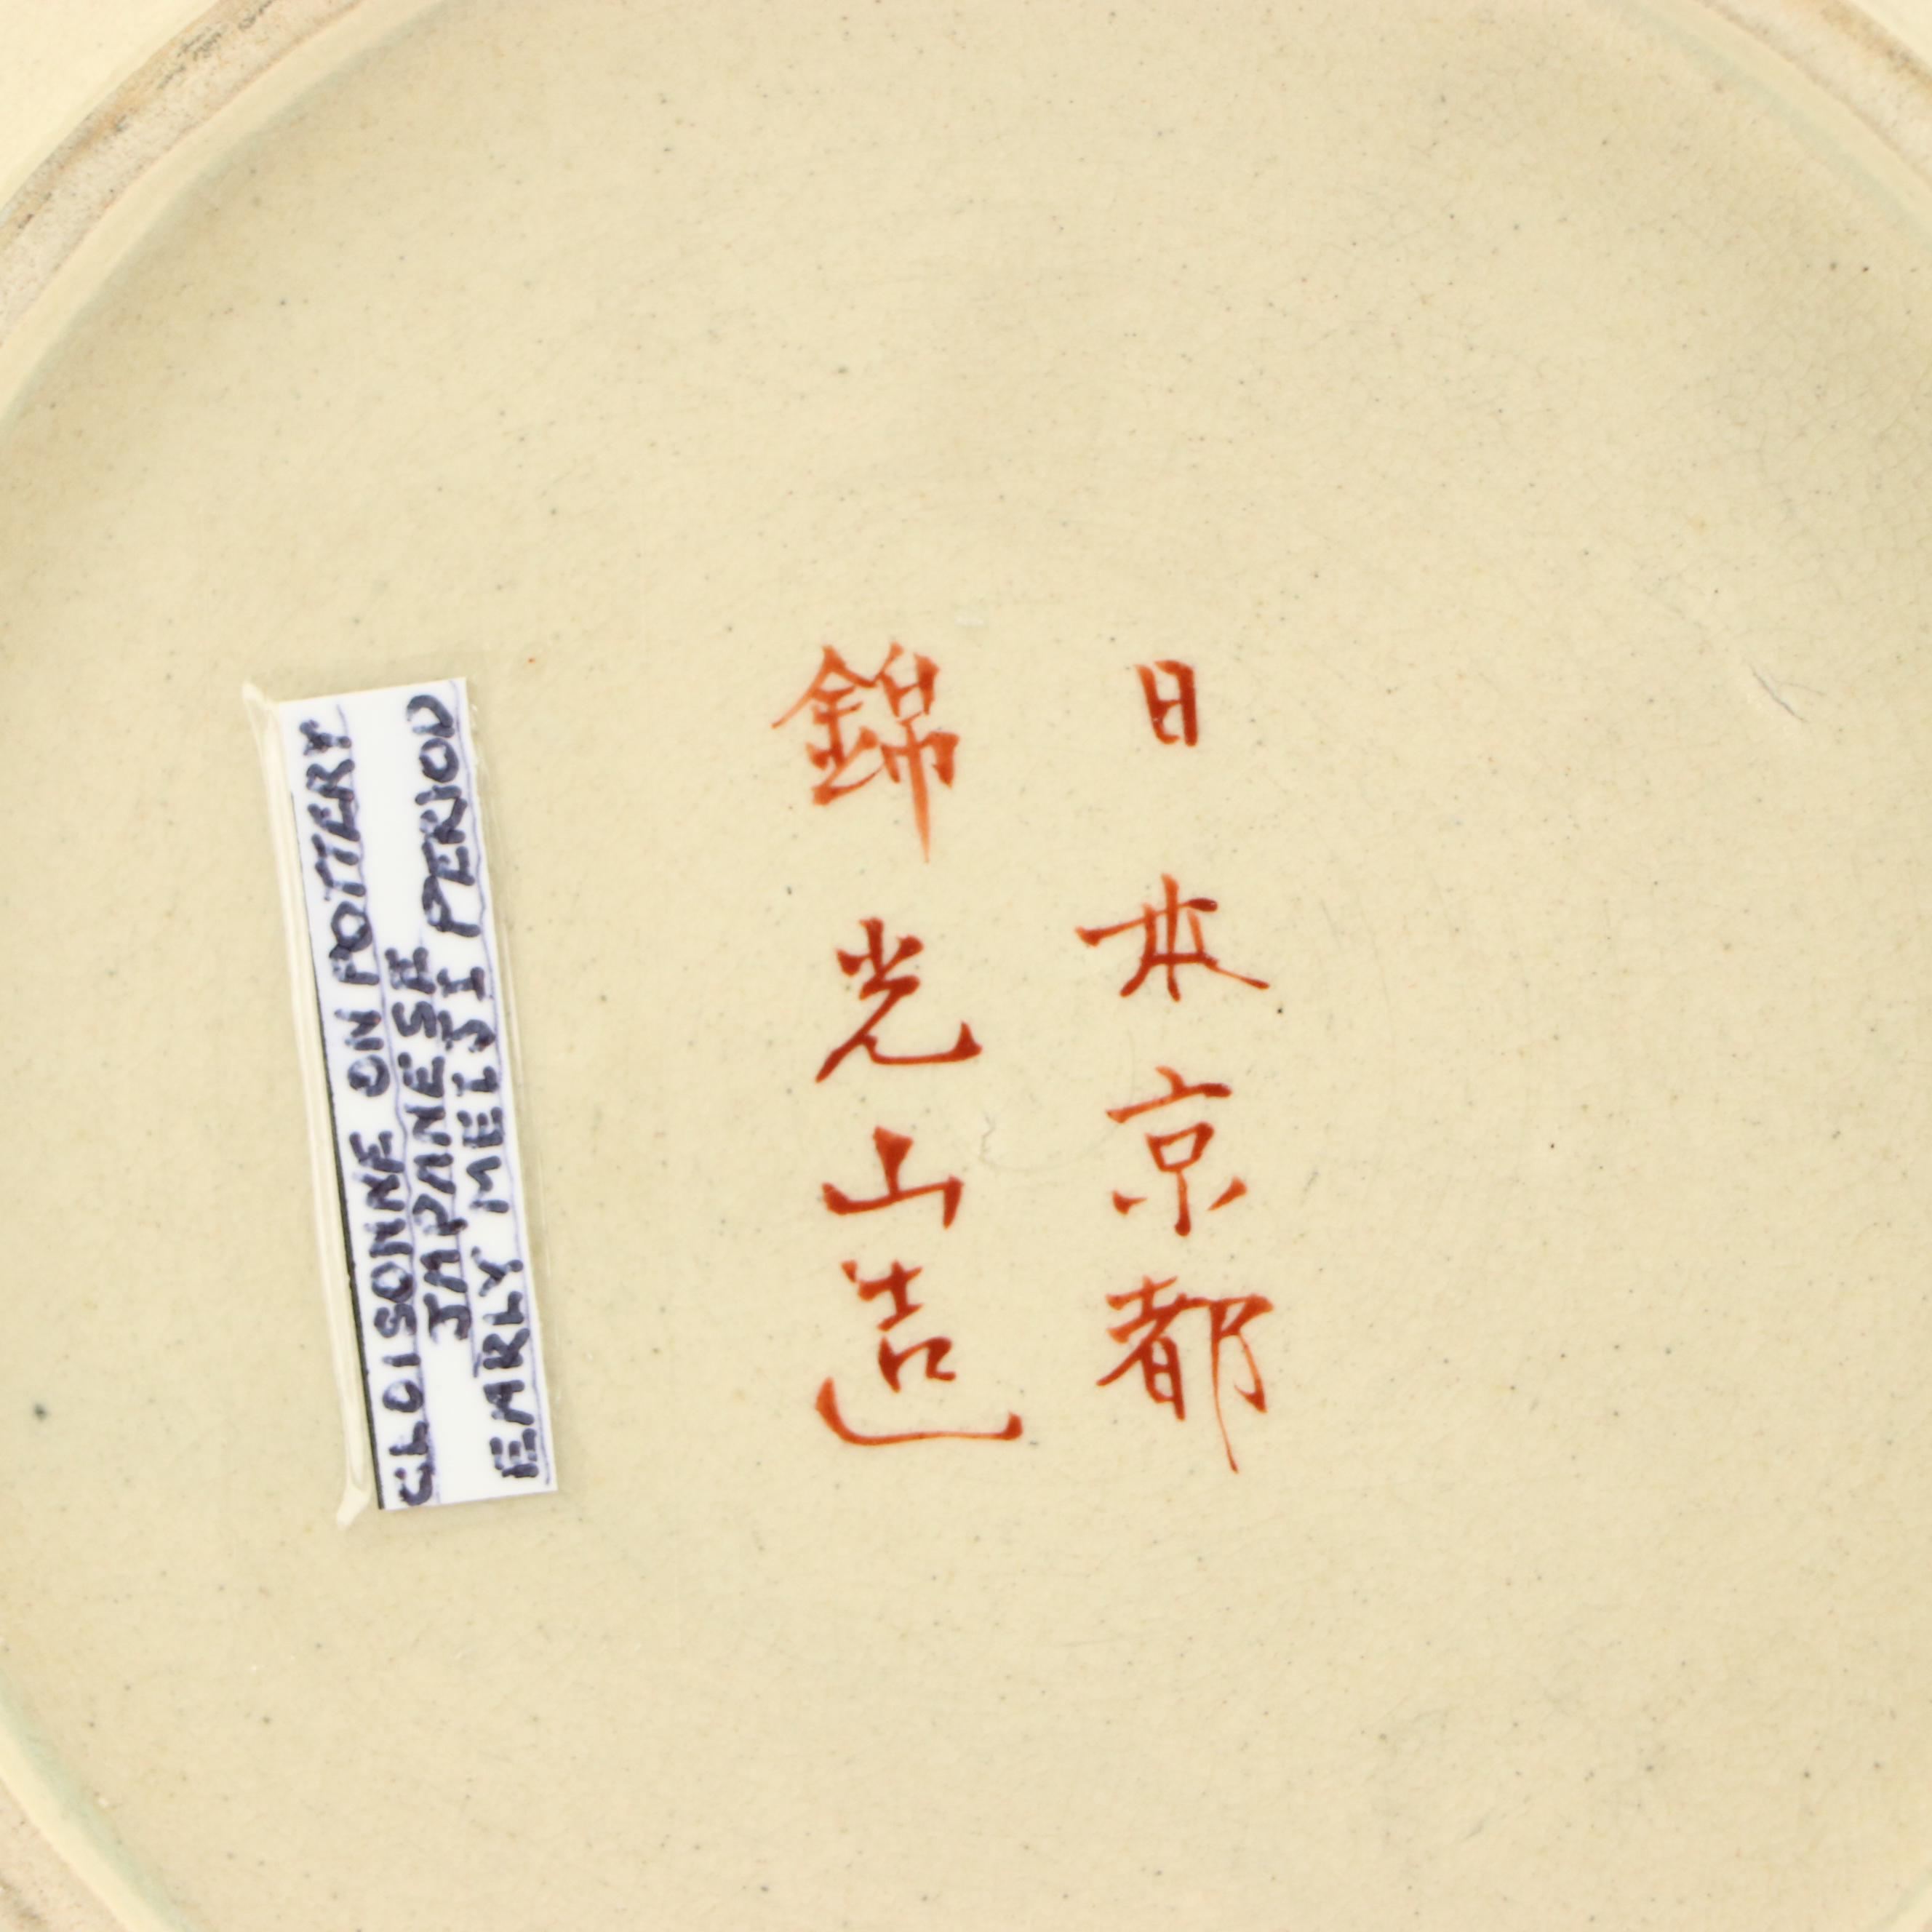 日本京都
錦光山造
CLOISONNE ON POTTERY
JAPANESE
EARLY MEIJI PERIOD